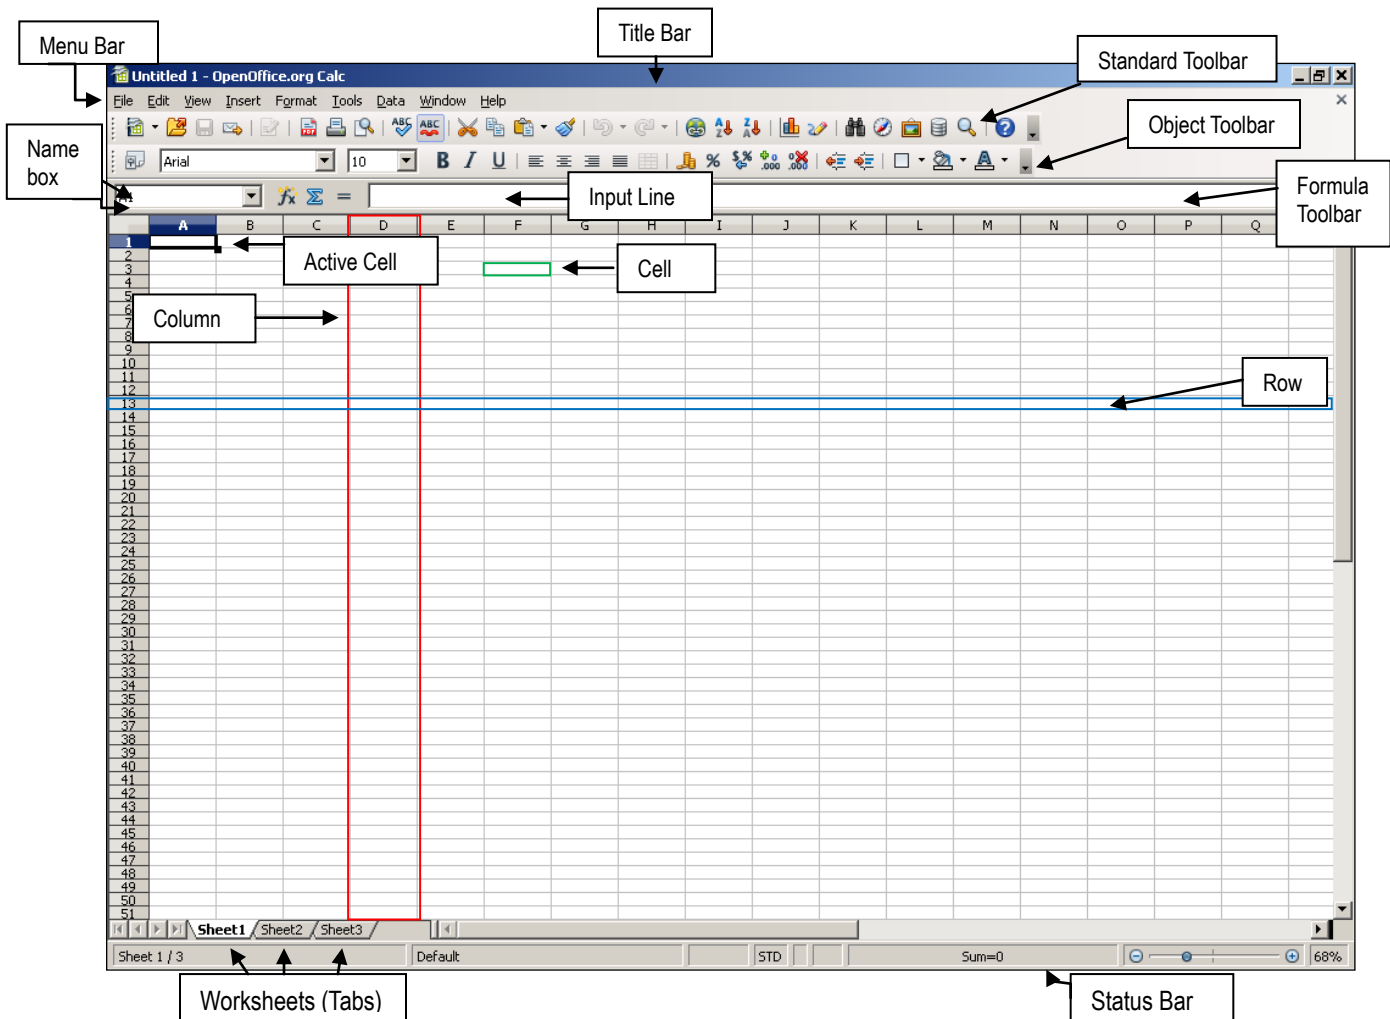 Title Bar
Menu Bar
Standard Toolbar
Untitled 1 - OpenOffice.org Calc
File Edit View Insert Format Tools Data Window Help
Object Toolbar
Name
box
Arial 10 B I U
A1
Input Line
Formula
Toolbar
A B C D E F G H I J K L M N O P Q
1
2
3
4
5
6
7
8
9
10
11
12
13
14
15
16
17
18
19
20
21
22
23
24
25
26
27
28
29
30
31
32
33
34
35
36
37
38
39
40
41
42
43
44
45
46
47
48
49
50
51
Active Cell
Cell
Column
Row
Sheet1 Sheet2 Sheet3
Sheet 1 / 3 Default STD Sum=0 68%
Worksheets (Tabs)
Status Bar